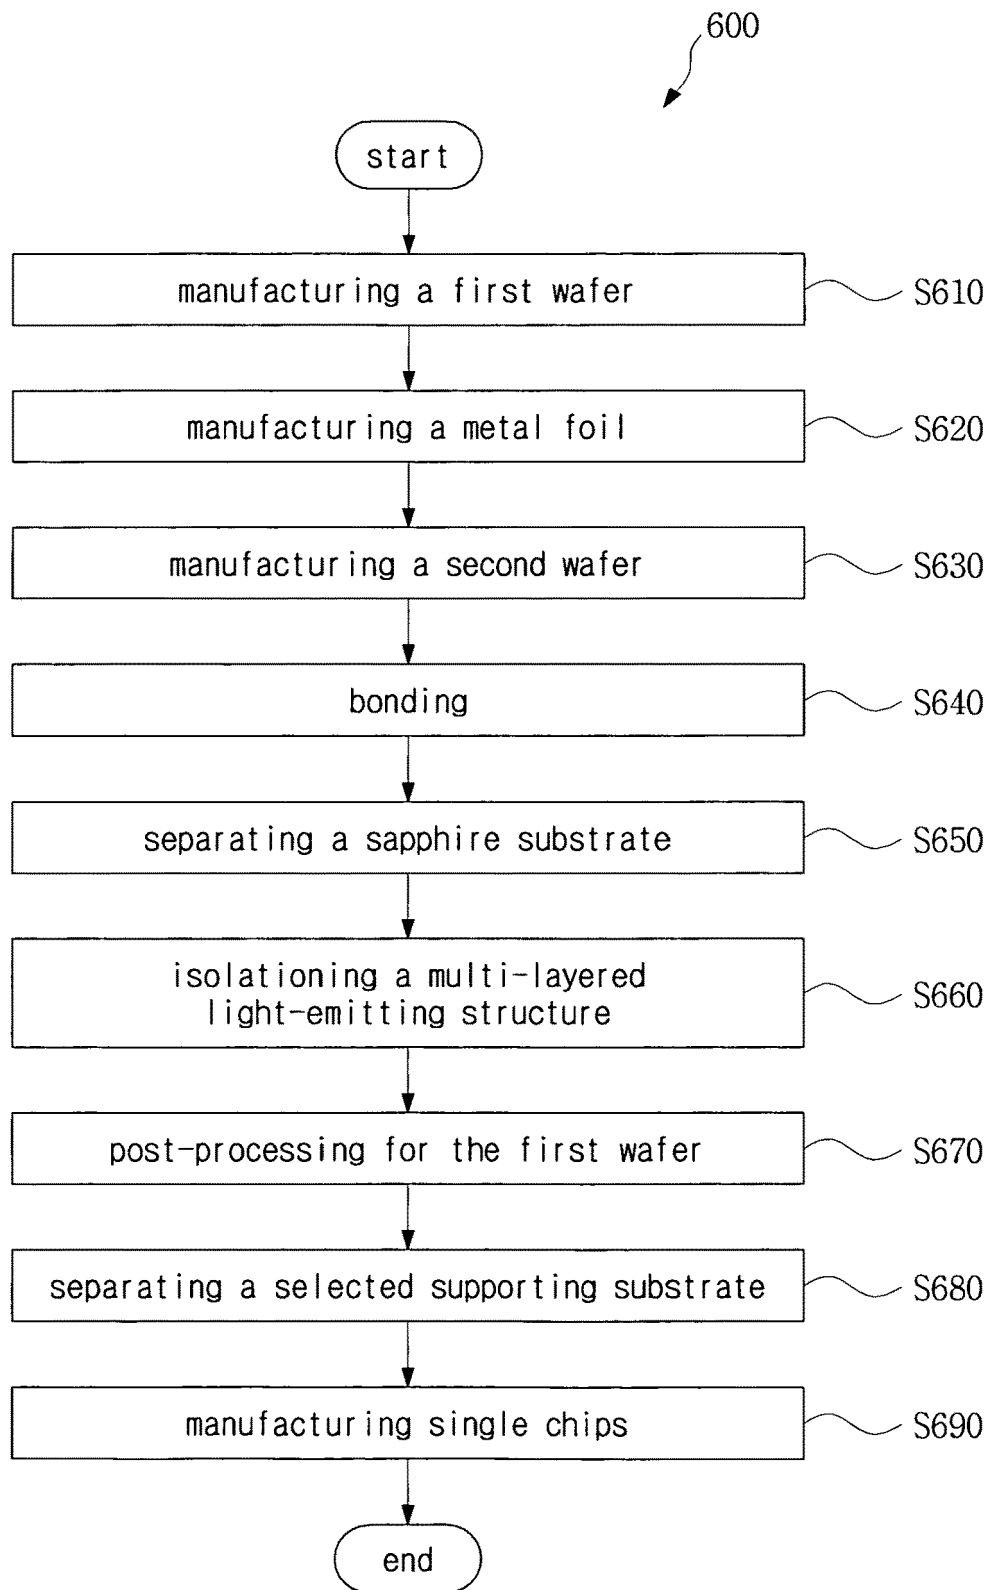 600
start
manufacturing a first wafer
S610
manufacturing a metal foil
S620
manufacturing a second wafer
S630
bonding
S640
separating a sapphire substrate
S650
isolationing a multi-layered
light-emitting structure
S660
post-processing for the first wafer
S670
separating a selected supporting substrate
S680
manufacturing single chips
S690
end